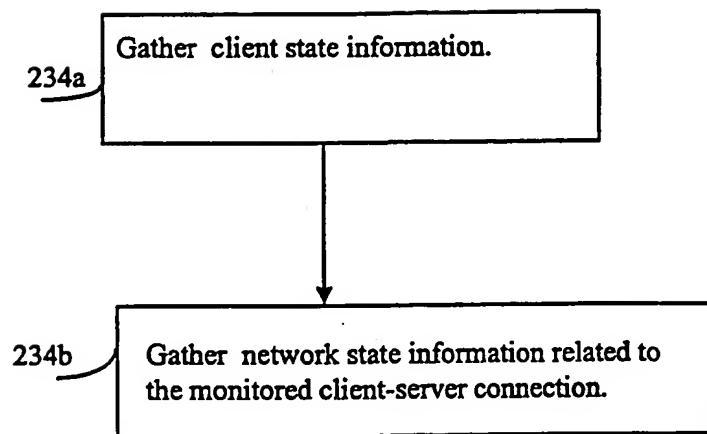 Gather client state information.
234a
234b
Gather network state information related to
the monitored client-server connection.